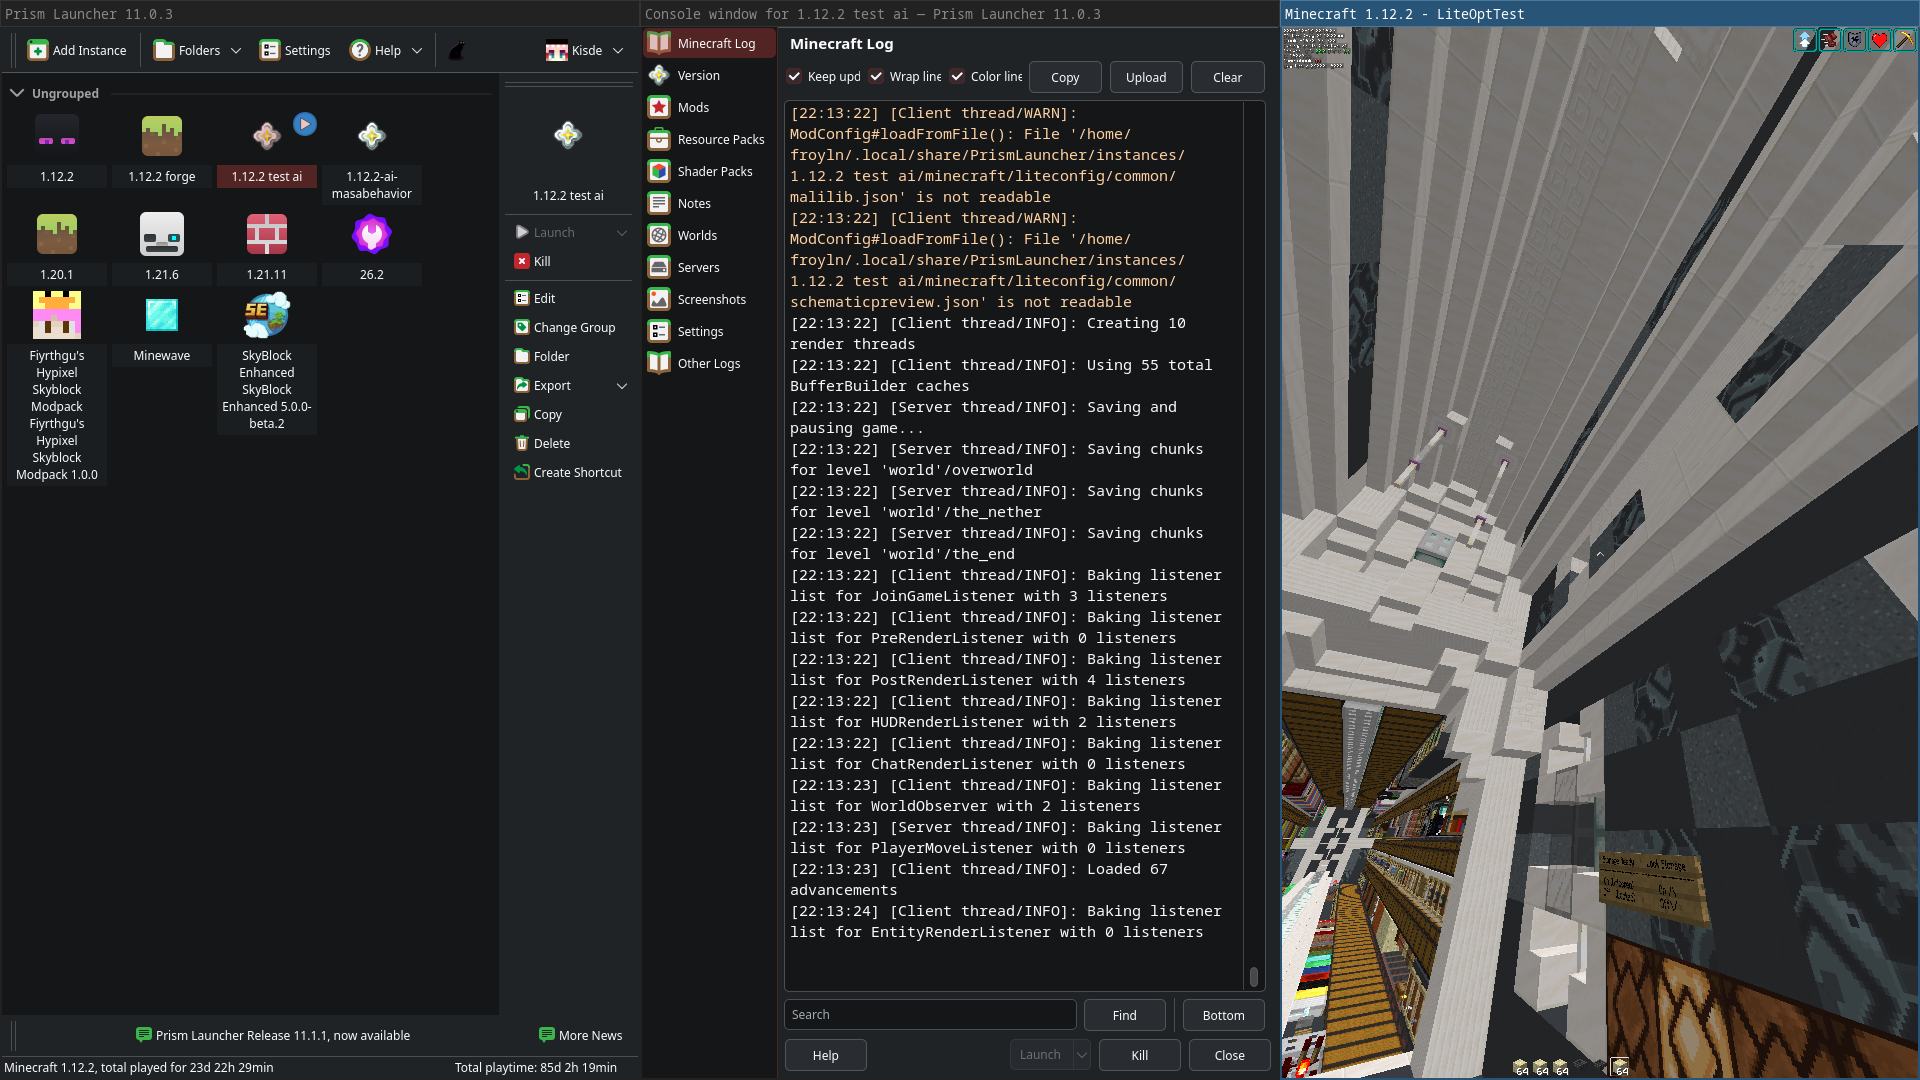 Prism Launcher 11.0.3
Add Instance
Folders
Settings
Help
Kisde
Ungrouped
1.12.2
1.12.2 forge
1.12.2 test ai
1.12.2-ai-
masabehavior
1.20.1
1.21.6
1.21.11
26.2
Fiyrthgu's
Hypixel
Skyblock
Modpack
Fiyrthgu's
Hypixel
Skyblock
Modpack 1.0.0
Minewave
SkyBlock
Enhanced
SkyBlock
Enhanced 5.0.0-
beta.2
1.12.2 test ai
Launch
Kill
Edit
Change Group
Folder
Export
Copy
Delete
Create Shortcut
Prism Launcher Release 11.1.1, now available
More News
Minecraft 1.12.2, total played for 23d 22h 29min
Total playtime: 85d 2h 19min
Console window for 1.12.2 test ai — Prism Launcher 11.0.3
Minecraft Log
Version
Mods
Resource Packs
Shader Packs
Notes
Worlds
Servers
Screenshots
Settings
Other Logs
Minecraft Log
Keep upd
Wrap line
Color line
Copy
Upload
Clear
[22:13:22] [Client thread/WARN]:
ModConfig#loadFromFile(): File '/home/
froyln/.local/share/PrismLauncher/instances/
1.12.2 test ai/minecraft/liteconfig/common/
malilib.json' is not readable
[22:13:22] [Client thread/WARN]:
ModConfig#loadFromFile(): File '/home/
froyln/.local/share/PrismLauncher/instances/
1.12.2 test ai/minecraft/liteconfig/common/
schematicpreview.json' is not readable
[22:13:22] [Client thread/INFO]: Creating 10
render threads
[22:13:22] [Client thread/INFO]: Using 55 total
BufferBuilder caches
[22:13:22] [Server thread/INFO]: Saving and
pausing game...
[22:13:22] [Server thread/INFO]: Saving chunks
for level 'world'/overworld
[22:13:22] [Server thread/INFO]: Saving chunks
for level 'world'/the_nether
[22:13:22] [Server thread/INFO]: Saving chunks
for level 'world'/the_end
[22:13:22] [Client thread/INFO]: Baking listener
list for JoinGameListener with 3 listeners
[22:13:22] [Client thread/INFO]: Baking listener
list for PreRenderListener with 0 listeners
[22:13:22] [Client thread/INFO]: Baking listener
list for PostRenderListener with 4 listeners
[22:13:22] [Client thread/INFO]: Baking listener
list for HUDRenderListener with 2 listeners
[22:13:22] [Client thread/INFO]: Baking listener
list for ChatRenderListener with 0 listeners
[22:13:23] [Client thread/INFO]: Baking listener
list for WorldObserver with 2 listeners
[22:13:23] [Server thread/INFO]: Baking listener
list for PlayerMoveListener with 0 listeners
[22:13:23] [Client thread/INFO]: Loaded 67
advancements
[22:13:24] [Client thread/INFO]: Baking listener
list for EntityRenderListener with 0 listeners
Search
Find
Bottom
Help
Launch
Kill
Close
Minecraft 1.12.2 - LiteOptTest
64
64
64
64